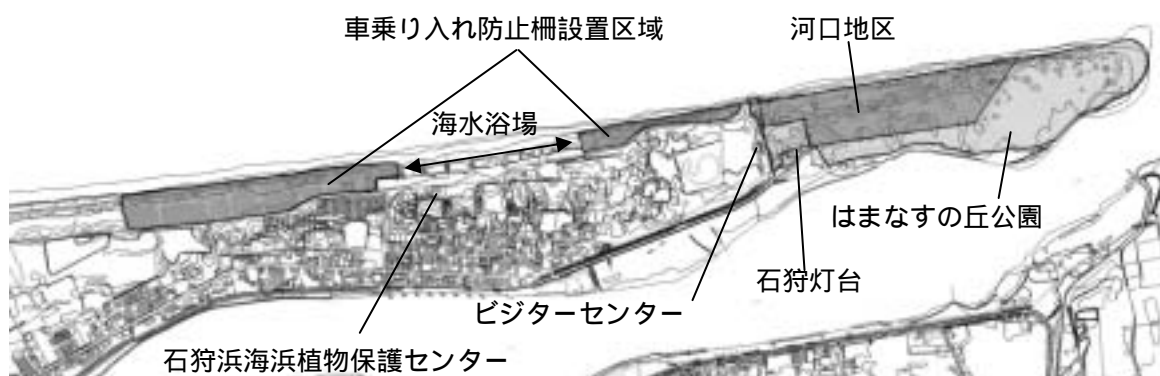 車乗り入れ防止柵設置区域
河口地区
海水浴場
はまなすの丘公園
石狩灯台
ビジターセンター
石狩浜海浜植物保護センター